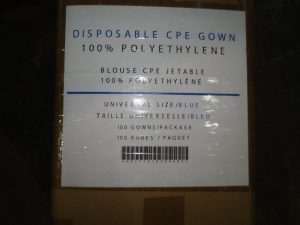 DISPOSABLE CPE GOWN
100% POLYETHYLENE
BLOUSE CPE JETABLE
100% POLYETHYLÈNE
UNIVERSAL SIZE/BLUE
TAILLE UNIVERSELLE/BLEU
100 GOWNS/PACKAGE
100 ROBES / PAQUET